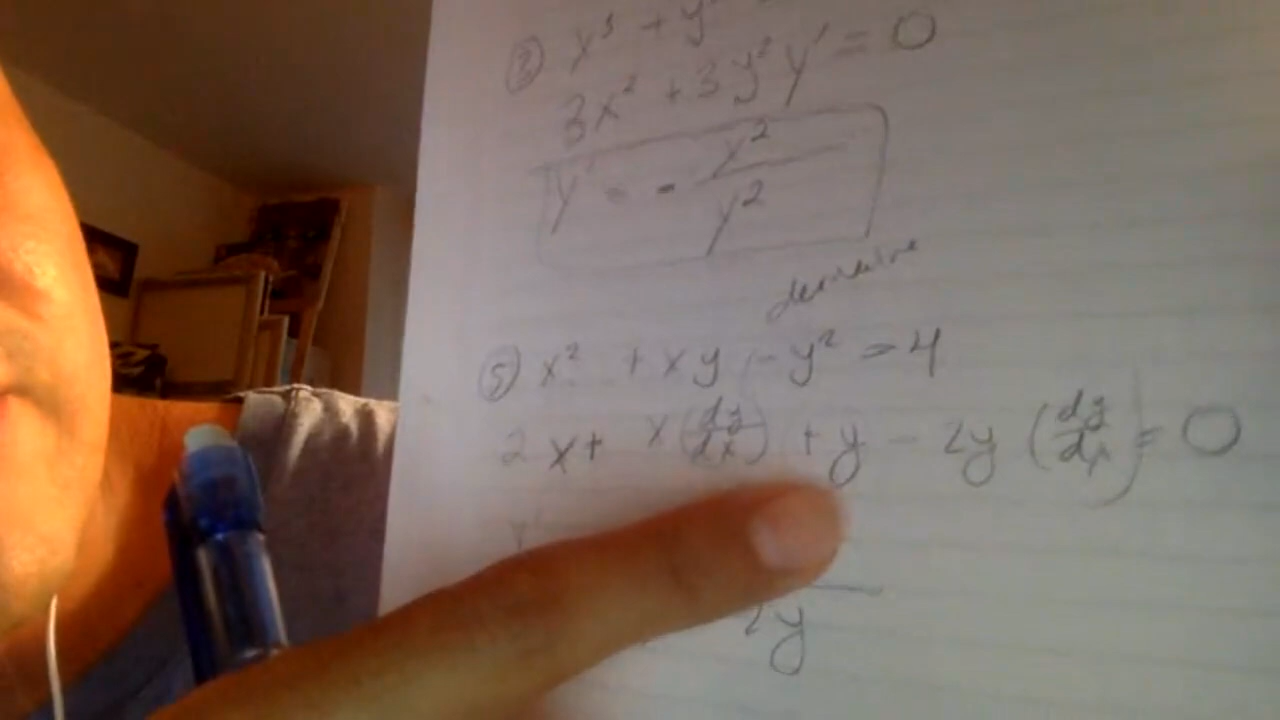 ③ x³ + y
3x² + 3y²y' = 0
y' = - x²/y²
derivative
⑤ x² + xy - y² = 4
2x + x(dy/dx) + y - 2y(dy/dx) = 0
y'
2y